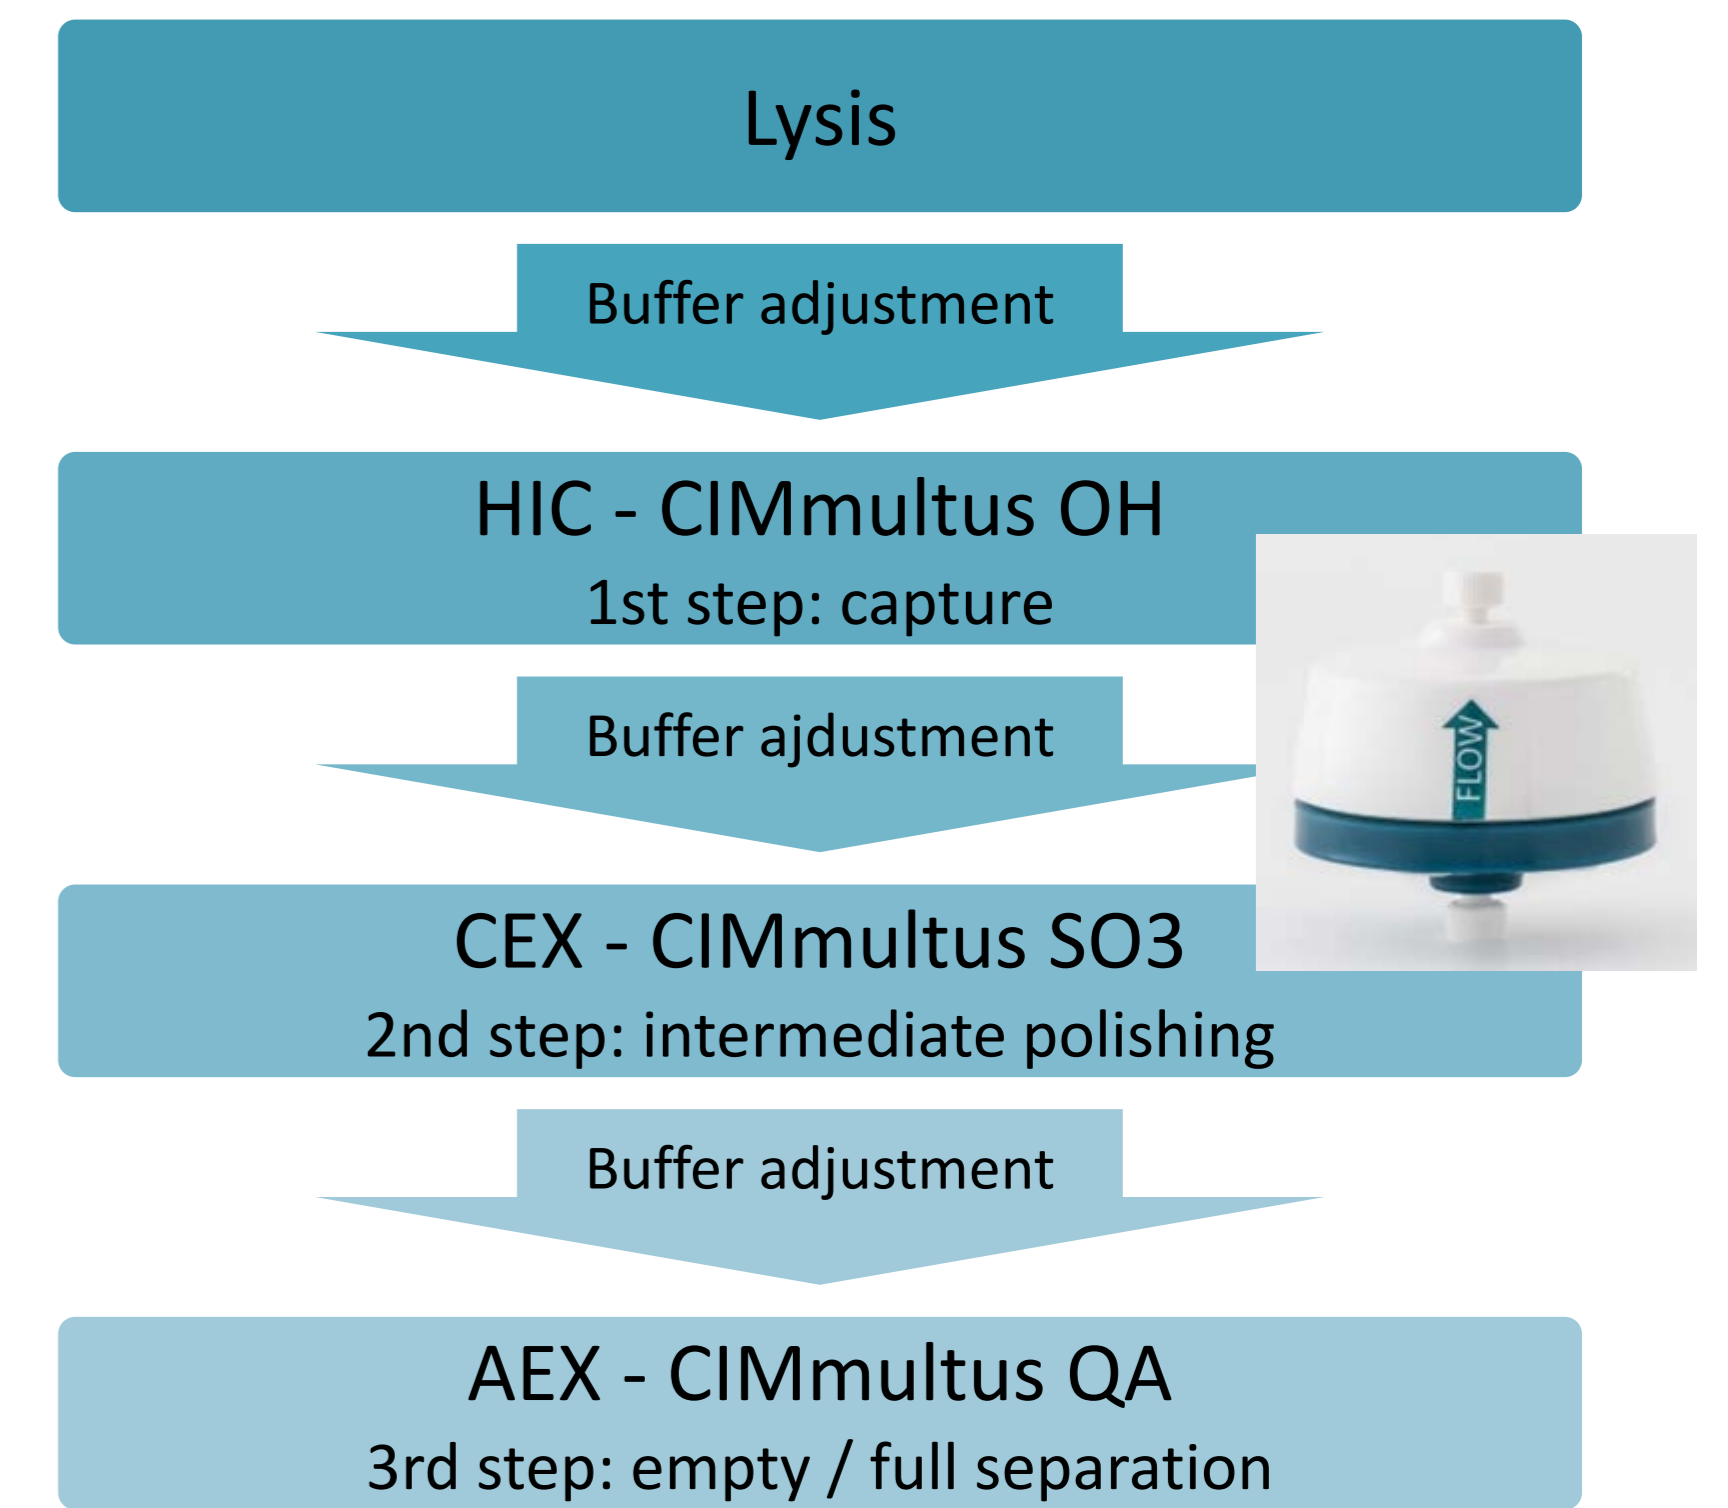 Lysis
Buffer adjustment
HIC - CIMmultus OH
1st step: capture
Buffer ajdustment
FLOW
CEX - CIMmultus SO3
2nd step: intermediate polishing
Buffer adjustment
AEX - CIMmultus QA
3rd step: empty / full separation